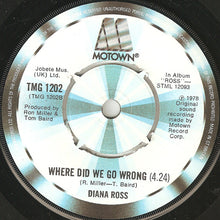 MOTOWN®
Jobete Mus.
(UK) Ltd.
TMG 1202
(TMG 1202B)
Produced by
Ron Miller &
Tom Baird
In Album
"ROSS"
STML 12093
℗ 1978
Original
sound
recording
made by
Motown
Record
Corp.
WHERE DID WE GO WRONG (4.24)
(R. Miller—T. Baird)
DIANA ROSS